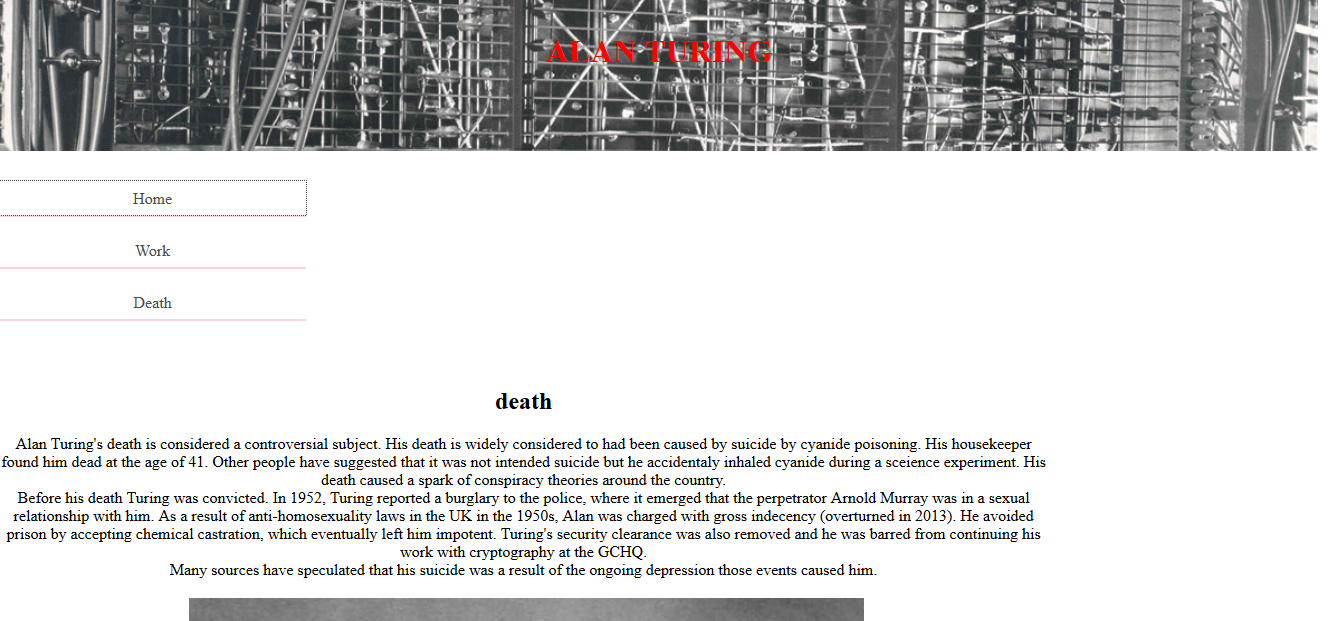 ALAN TURING
Home
Work
Death
death
Alan Turing's death is considered a controversial subject. His death is widely considered to had been caused by suicide by cyanide poisoning. His housekeeper
found him dead at the age of 41. Other people have suggested that it was not intended suicide but he accidentaly inhaled cyanide during a sceience experiment. His
death caused a spark of conspiracy theories around the country.
Before his death Turing was convicted. In 1952, Turing reported a burglary to the police, where it emerged that the perpetrator Arnold Murray was in a sexual
relationship with him. As a result of anti-homosexuality laws in the UK in the 1950s, Alan was charged with gross indecency (overturned in 2013). He avoided
prison by accepting chemical castration, which eventually left him impotent. Turing's security clearance was also removed and he was barred from continuing his
work with cryptography at the GCHQ.
Many sources have speculated that his suicide was a result of the ongoing depression those events caused him.